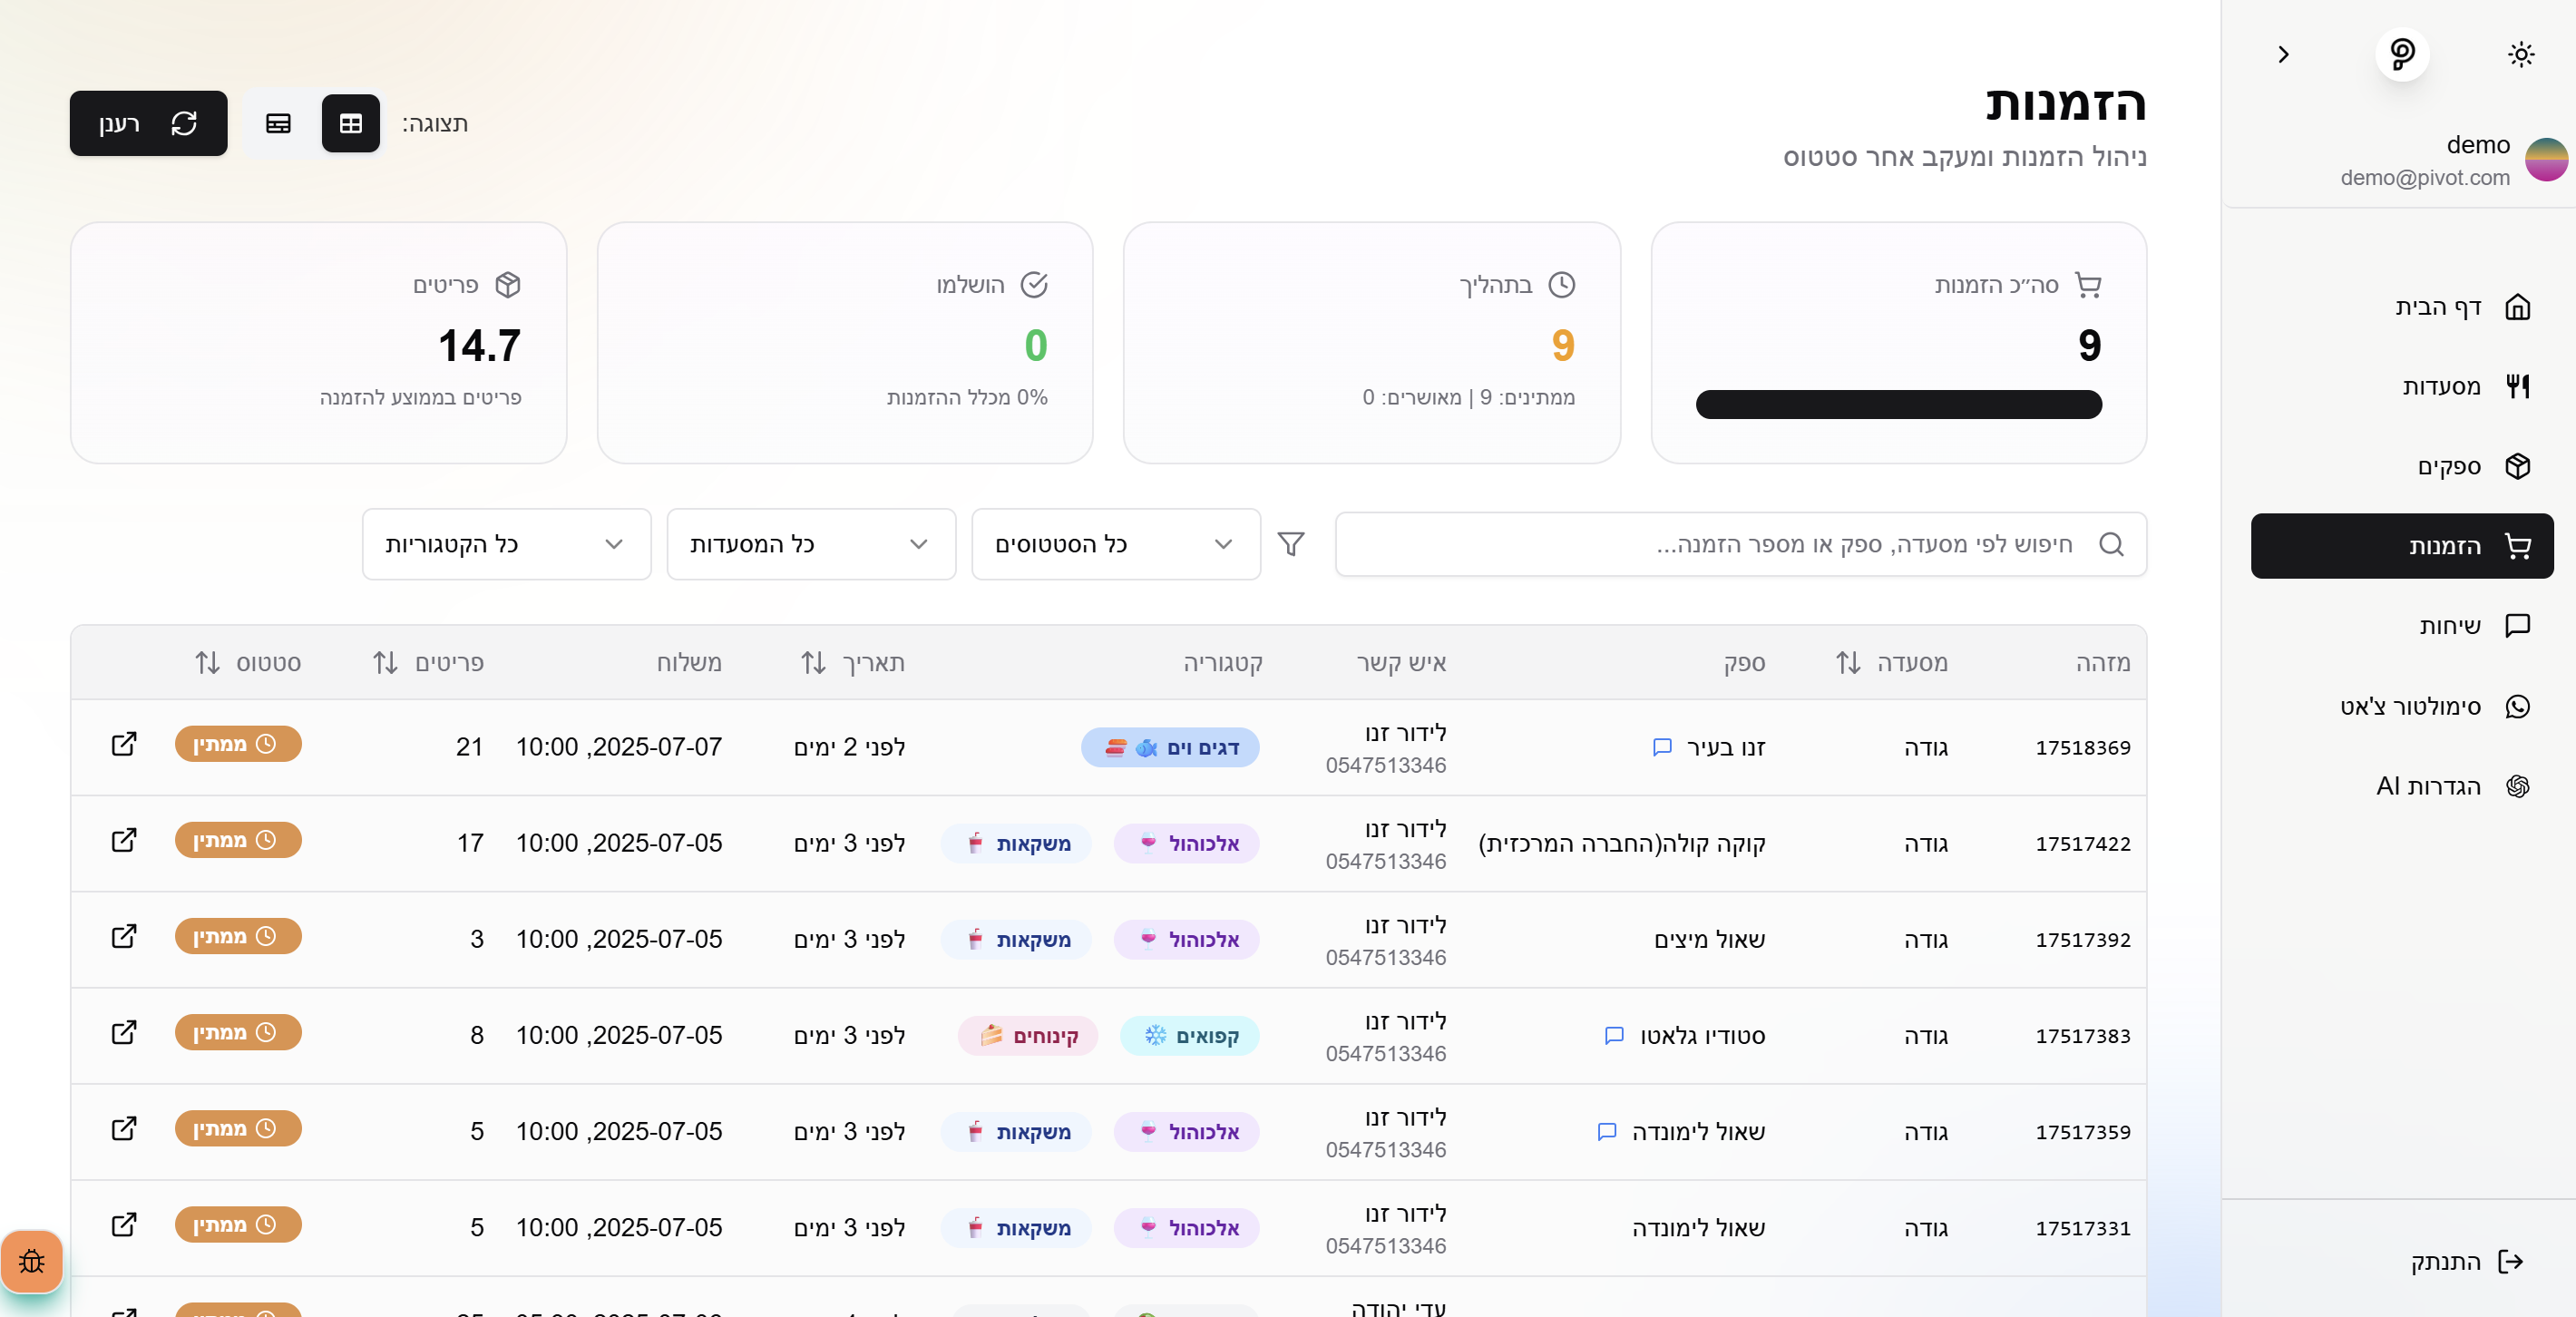 demo
demo@pivot.com
דף הבית
מסעדות
ספקים
הזמנות
שיחות
סימולטור צ'אט
הגדרות AI
התנתק
הזמנות
ניהול הזמנות ומעקב אחר סטטוס
תצוגה:
רענן
סה״כ הזמנות
9
בתהליך
9
ממתינים: 9 | מאושרים: 0
הושלמו
0
0% מכלל ההזמנות
פריטים
14.7
פריטים בממוצע להזמנה
חיפוש לפי מסעדה, ספק או מספר הזמנה...
כל הסטטוסים
כל המסעדות
כל הקטגוריות
מזהה מסעדה ספק איש קשר קטגוריה תאריך משלוח פריטים סטטוס
17518369 גודה זנו בעיר לידור זנו 0547513346 דגים וים לפני 2 ימים 2025-07-07, 10:00 21 ממתין
17517422 גודה קוקה קולה(החברה המרכזית) לידור זנו 0547513346 אלכוהול משקאות לפני 3 ימים 2025-07-05, 10:00 17 ממתין
17517392 גודה שאול מיצים לידור זנו 0547513346 אלכוהול משקאות לפני 3 ימים 2025-07-05, 10:00 3 ממתין
17517383 גודה סטודיו גלאטו לידור זנו 0547513346 קפואים קינוחים לפני 3 ימים 2025-07-05, 10:00 8 ממתין
17517359 גודה שאול לימונדה לידור זנו 0547513346 אלכוהול משקאות לפני 3 ימים 2025-07-05, 10:00 5 ממתין
17517331 גודה שאול לימונדה לידור זנו 0547513346 אלכוהול משקאות לפני 3 ימים 2025-07-05, 10:00 5 ממתין
עדי יהודה